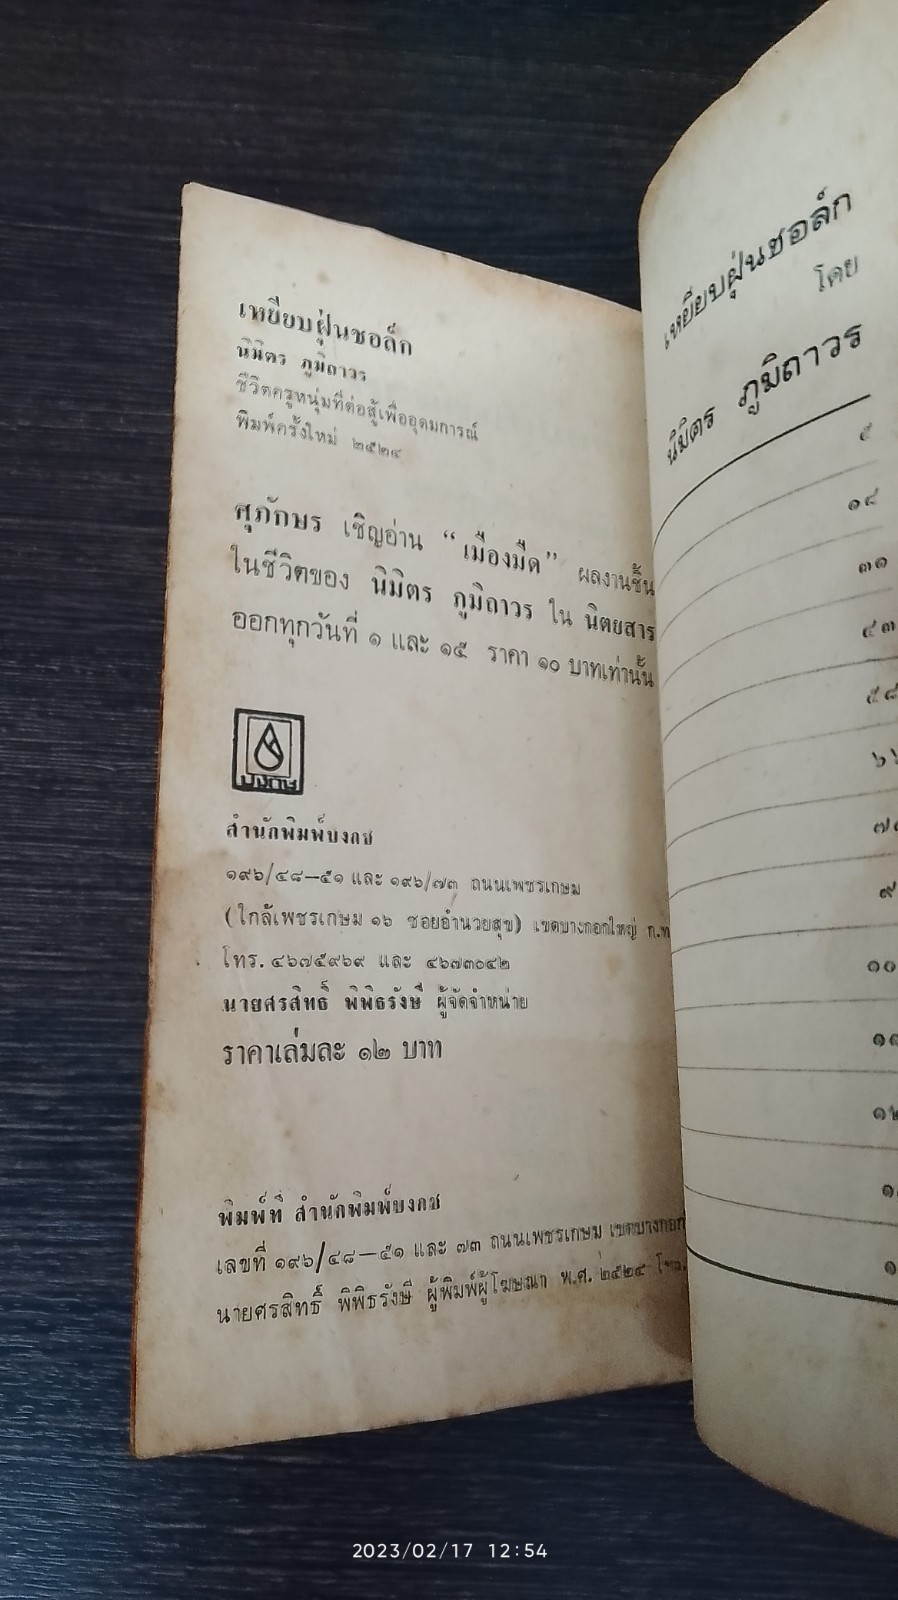 เหยียบฝุ่นชอล์ก
นิมิตร ภูมิถาวร
ชีวิตครูหนุ่มที่ต่อสู้เพื่ออุดมการณ์
พิมพ์ครั้งใหม่ ๒๕๒๔
ศุภักษร เชิญอ่าน “เมืองมืด” ผลงานชิ้น
ในชีวิตของ นิมิตร ภูมิถาวร ใน นิตยสาร
ออกทุกวันที่ ๑ และ ๑๕ ราคา ๑๐ บาทเท่านั้น
บงกช
สำนักพิมพ์บงกช
๑๙๖/๔๘—๕๑ และ ๑๙๖/๗๓ ถนนเพชรเกษม
(ใกล้เพชรเกษม ๑๖ ซอยอำนวยสุข) เขตบางกอกใหญ่
โทร. ๔๖๗๕๙๖๙ และ ๔๖๗๓๐๔๒
นายศรสิทธิ์ พิพิธรังษี ผู้จัดจำหน่าย
ราคาเล่มละ ๑๒ บาท
พิมพ์ที่ สำนักพิมพ์บงกช
เลขที่ ๑๙๖/๔๘—๕๑ และ ๗๓ ถนนเพชรเกษม
นายศรสิทธิ์ พิพิธรังษี ผู้พิมพ์ผู้โฆษณา พ.ศ. ๒๕๒๔ โทร.
เหยียบฝุ่นชอล์ก
โดย
นิมิตร ภูมิถาวร
๕
๑๘
๓๑
๔๓
๕๘
2023/02/17 12:54